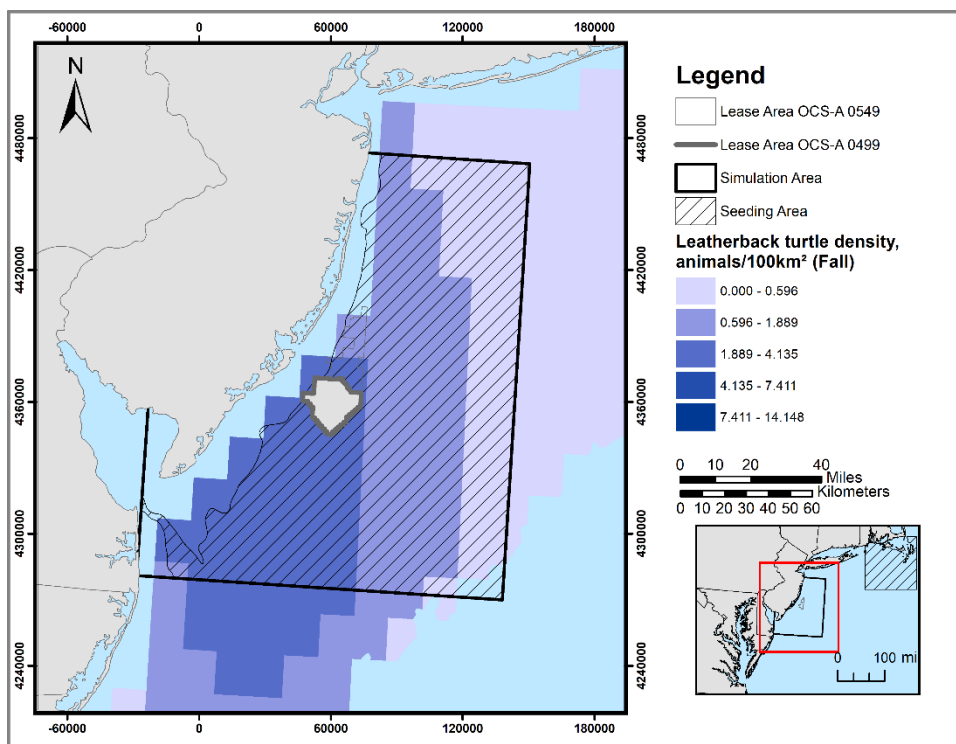 -60000 0 60000 120000 180000
N
4480000 4480000
4420000 4420000
4360000 4360000
4300000 4300000
4240000 4240000
-60000 0 60000 120000 180000
Legend
Lease Area OCS-A 0549
Lease Area OCS-A 0499
Simulation Area
Seeding Area
Leatherback turtle density,
animals/100km² (Fall)
0.000 - 0.596
0.596 - 1.889
1.889 - 4.135
4.135 - 7.411
7.411 - 14.148
0 10 20 40
Miles
Kilometers
0 10 20 30 40 50 60
0 100 mi